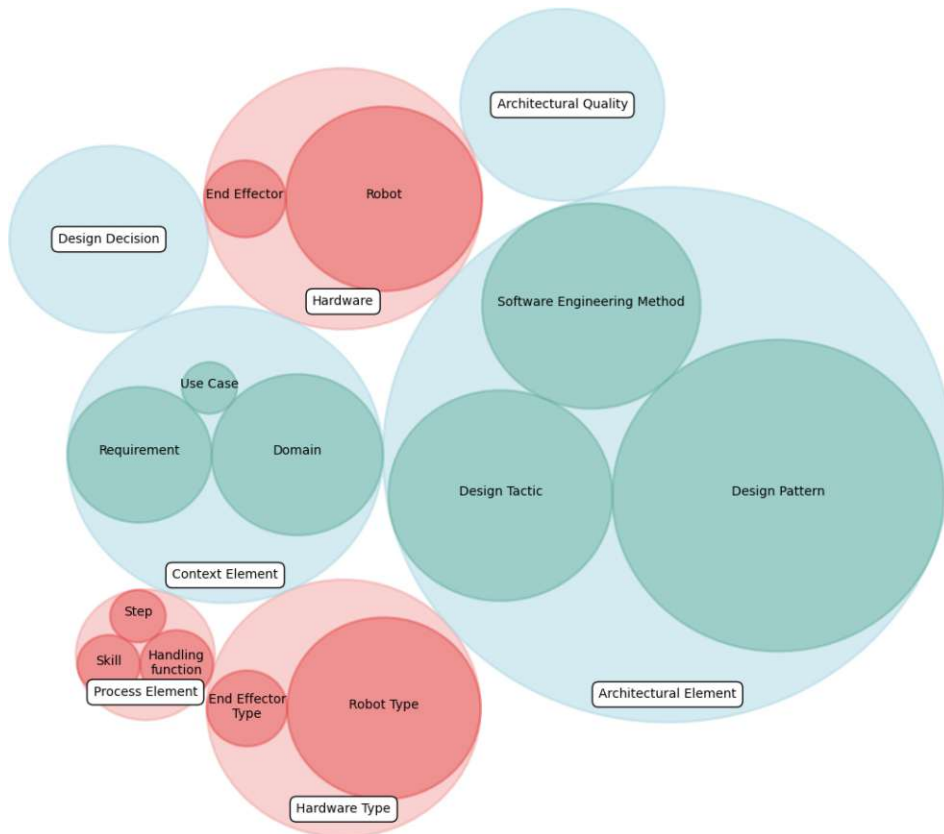 Architectural Quality
End Effector
Robot
Design Decision
Hardware
Software Engineering Method
Use Case
Requirement
Domain
Design Tactic
Design Pattern
Context Element
Step
Skill
Handling
function
Process Element
End Effector
Type
Robot Type
Architectural Element
Hardware Type